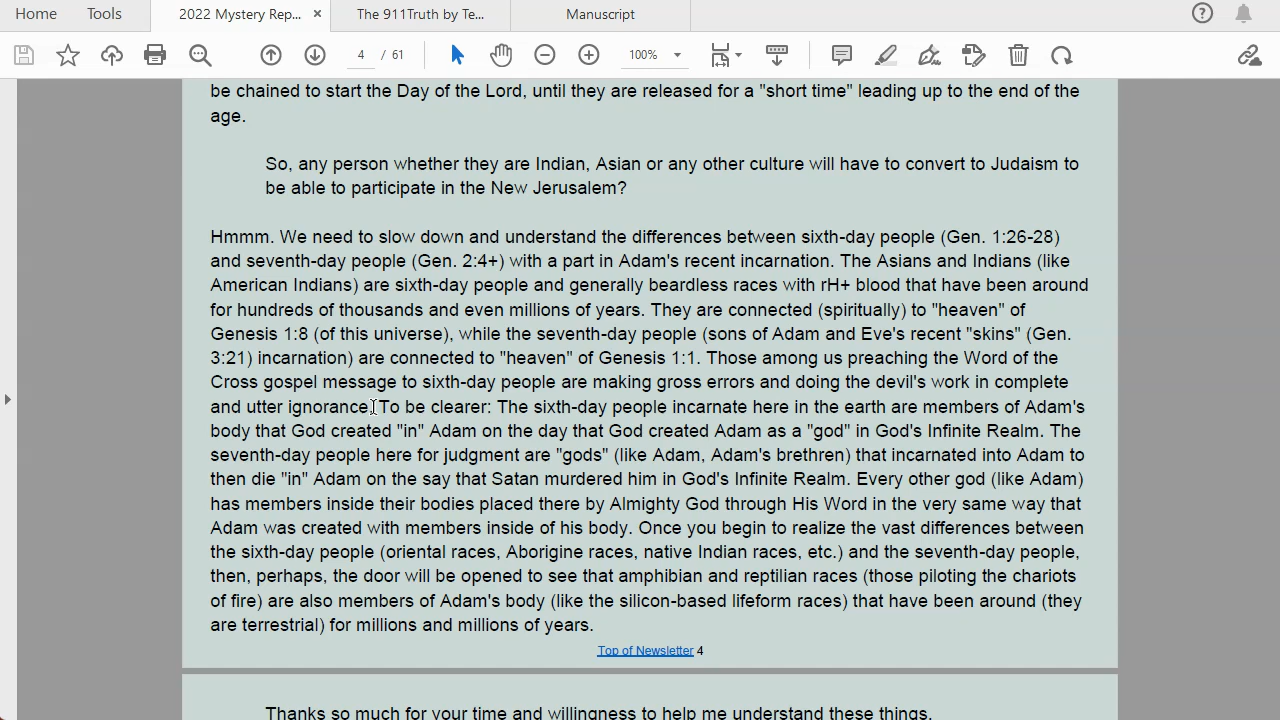 Home Tools 2022 Mystery Rep... × The 911Truth by Te... Manuscript
4 / 61 100%
be chained to start the Day of the Lord, until they are released for a "short time" leading up to the end of the
age.
So, any person whether they are Indian, Asian or any other culture will have to convert to Judaism to
be able to participate in the New Jerusalem?
Hmmm. We need to slow down and understand the differences between sixth-day people (Gen. 1:26-28)
and seventh-day people (Gen. 2:4+) with a part in Adam's recent incarnation. The Asians and Indians (like
American Indians) are sixth-day people and generally beardless races with rH+ blood that have been around
for hundreds of thousands and even millions of years. They are connected (spiritually) to "heaven" of
Genesis 1:8 (of this universe), while the seventh-day people (sons of Adam and Eve's recent "skins" (Gen.
3:21) incarnation) are connected to "heaven" of Genesis 1:1. Those among us preaching the Word of the
Cross gospel message to sixth-day people are making gross errors and doing the devil's work in complete
and utter ignorance. To be clearer: The sixth-day people incarnate here in the earth are members of Adam's
body that God created "in" Adam on the day that God created Adam as a "god" in God's Infinite Realm. The
seventh-day people here for judgment are "gods" (like Adam, Adam's brethren) that incarnated into Adam to
then die "in" Adam on the say that Satan murdered him in God's Infinite Realm. Every other god (like Adam)
has members inside their bodies placed there by Almighty God through His Word in the very same way that
Adam was created with members inside of his body. Once you begin to realize the vast differences between
the sixth-day people (oriental races, Aborigine races, native Indian races, etc.) and the seventh-day people,
then, perhaps, the door will be opened to see that amphibian and reptilian races (those piloting the chariots
of fire) are also members of Adam's body (like the silicon-based lifeform races) that have been around (they
are terrestrial) for millions and millions of years.
Top of Newsletter 4
Thanks so much for your time and willingness to help me understand these things.